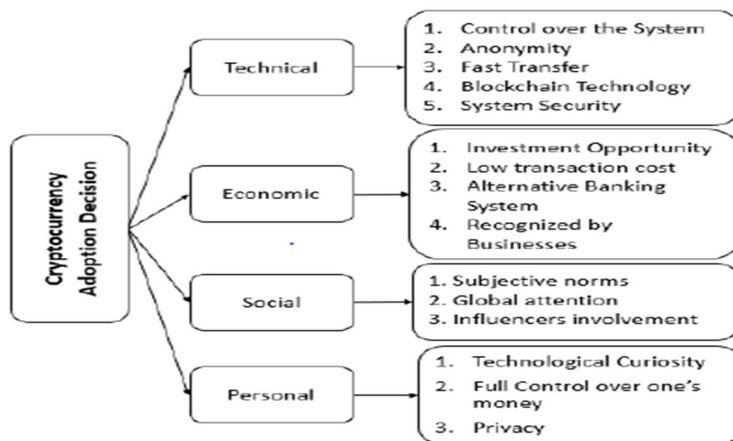 Cryptocurrency
Adoption Decision
Technical
1. Control over the System
2. Anonymity
3. Fast Transfer
4. Blockchain Technology
5. System Security
Economic
1. Investment Opportunity
2. Low transaction cost
3. Alternative Banking
System
4. Recognized by
Businesses
Social
1. Subjective norms
2. Global attention
3. Influencers involvement
Personal
1. Technological Curiosity
2. Full Control over one's
money
3. Privacy